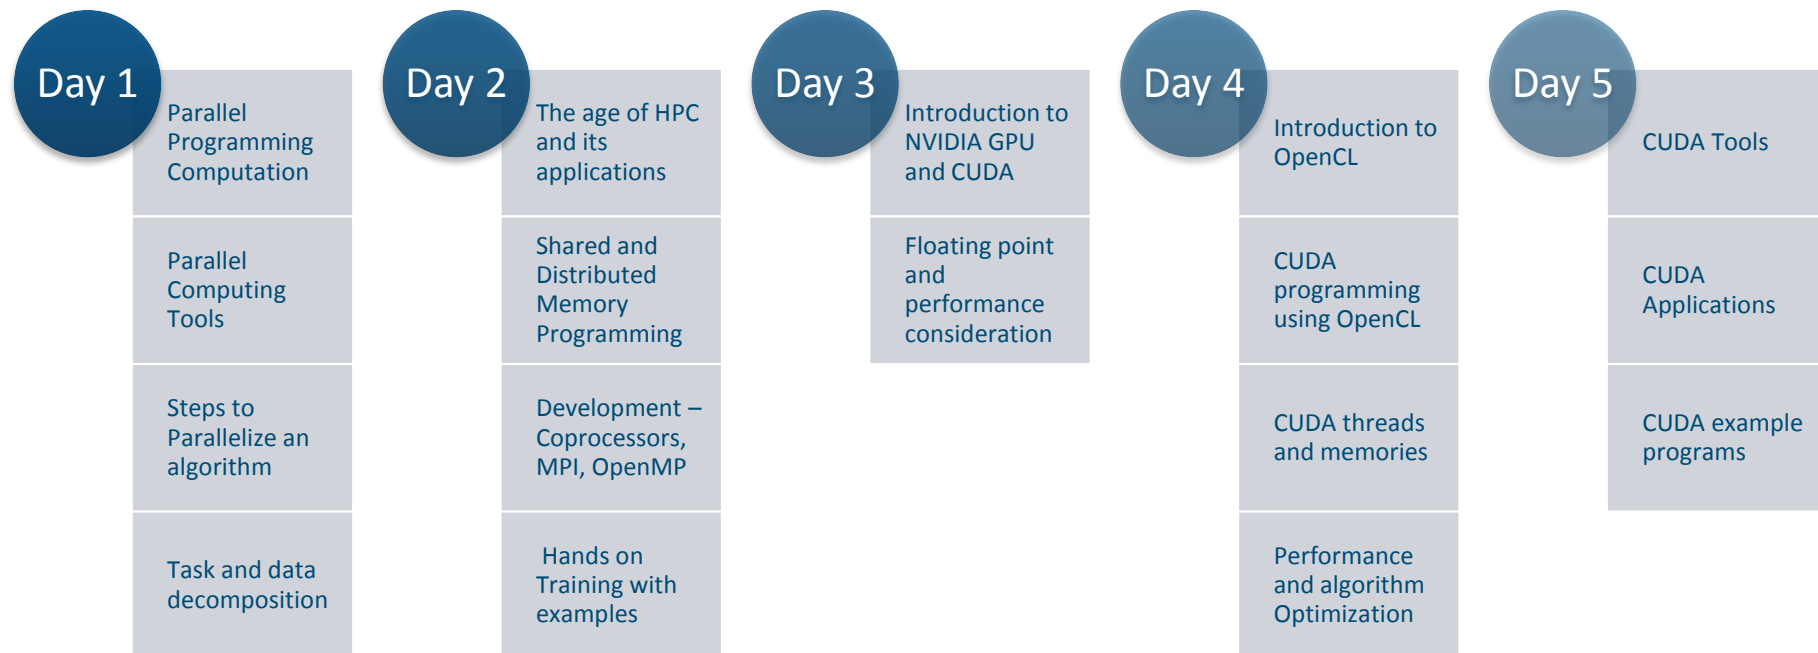 Day 1
Parallel
Programming
Computation
Parallel
Computing
Tools
Steps to
Parallelize an
algorithm
Task and data
decomposition
Day 2
The age of HPC
and its
applications
Shared and
Distributed
Memory
Programming
Development –
Coprocessors,
MPI, OpenMP
Hands on
Training with
examples
Day 3
Introduction to
NVIDIA GPU
and CUDA
Floating point
and
performance
consideration
Day 4
Introduction to
OpenCL
CUDA
programming
using OpenCL
CUDA threads
and memories
Performance
and algorithm
Optimization
Day 5
CUDA Tools
CUDA
Applications
CUDA example
programs